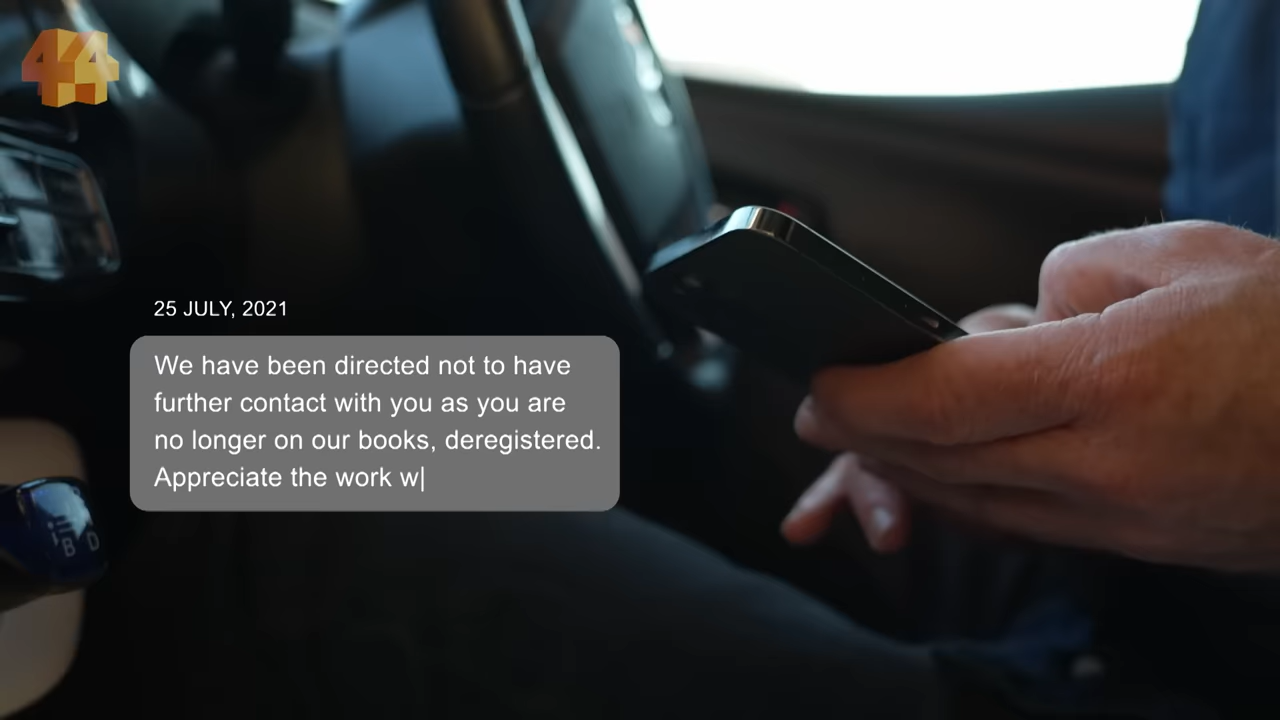 44
25 JULY, 2021
We have been directed not to have
further contact with you as you are
no longer on our books, deregistered.
Appreciate the work w
B D